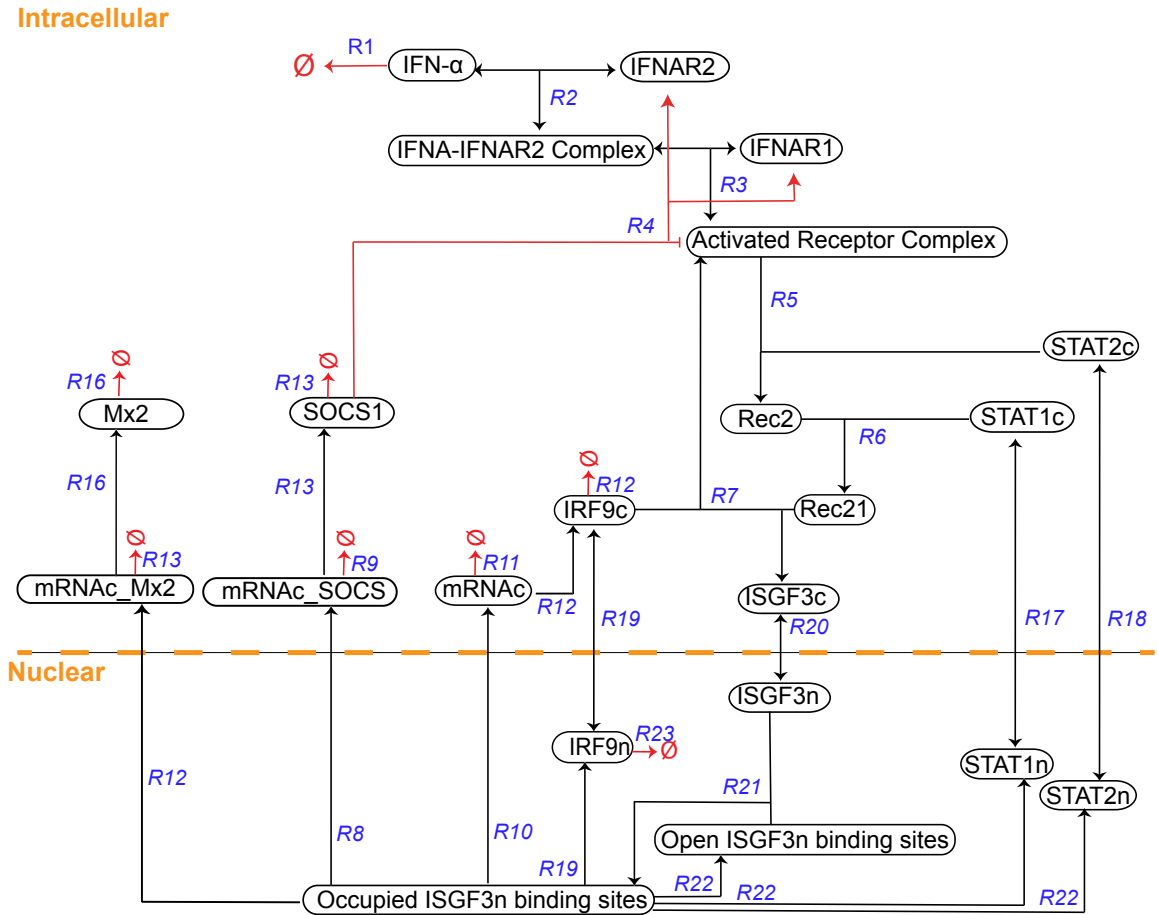 Intracellular
Ø
R1
IFN-α
IFNAR2
R2
IFNA-IFNAR2 Complex
IFNAR1
R3
R4
Activated Receptor Complex
R5
STAT2c
Ø
Ø
R16
R13
Mx2
SOCS1
Rec2
STAT1c
R6
Ø
R16
R13
R12
R7
IRF9c
Rec21
Ø
Ø
Ø
R13
R9
R11
mRNAc_Mx2
mRNAc_SOCS
mRNAc
R12
ISGF3c
R19
R20
R17
R18
Nuclear
ISGF3n
R23
IRF9n
Ø
STAT1n
R12
R21
STAT2n
R8
R10
Open ISGF3n binding sites
R19
R22
R22
R22
Occupied ISGF3n binding sites